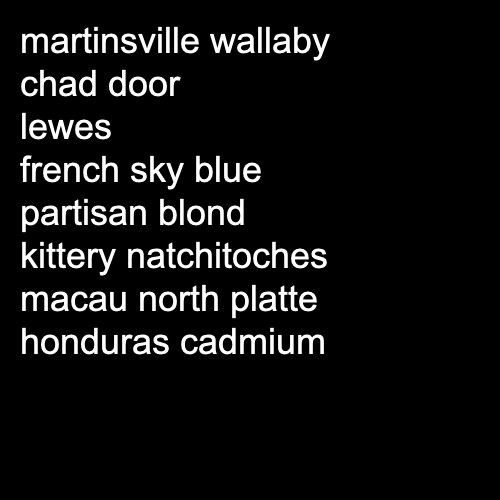 martinsville wallaby
chad door
lewes
french sky blue
partisan blond
kittery natchitoches
macau north platte
honduras cadmium